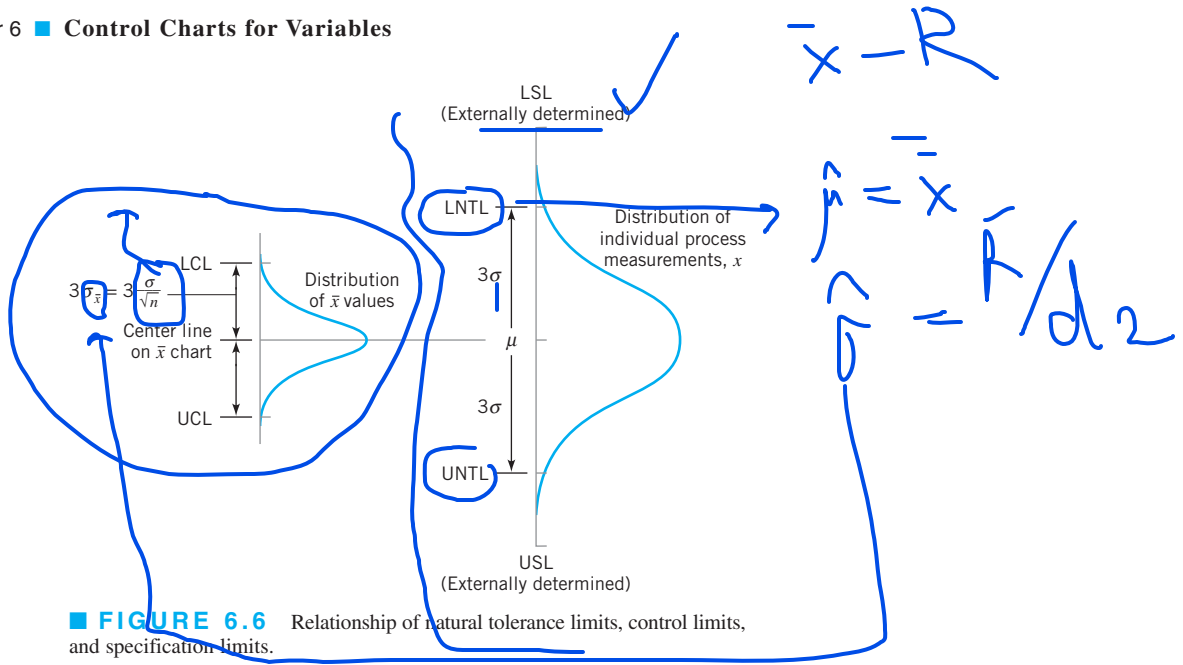 r 6 ■ Control Charts for Variables
x̄ – R
LSL
(Externally determined)
LNTL
μ̂ = x̿
Distribution of
individual process
measurements, x
LCL
Distribution
of x̄ values
3σ
3σx̄ = 3 σ/√n
σ̂ = R̄/d2
Center line
on x̄ chart
μ
3σ
UCL
UNTL
USL
(Externally determined)
■ FIGURE 6.6 Relationship of natural tolerance limits, control limits,
and specification limits.